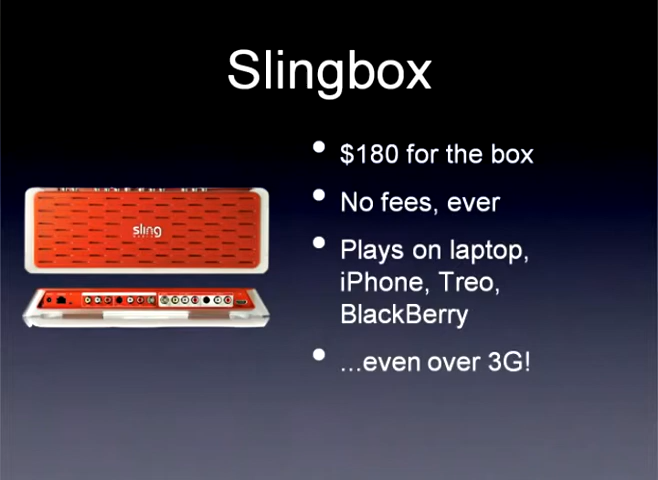 Slingbox
• $180 for the box
• No fees, ever
• Plays on laptop,
iPhone, Treo,
BlackBerry
• ...even over 3G!
sling